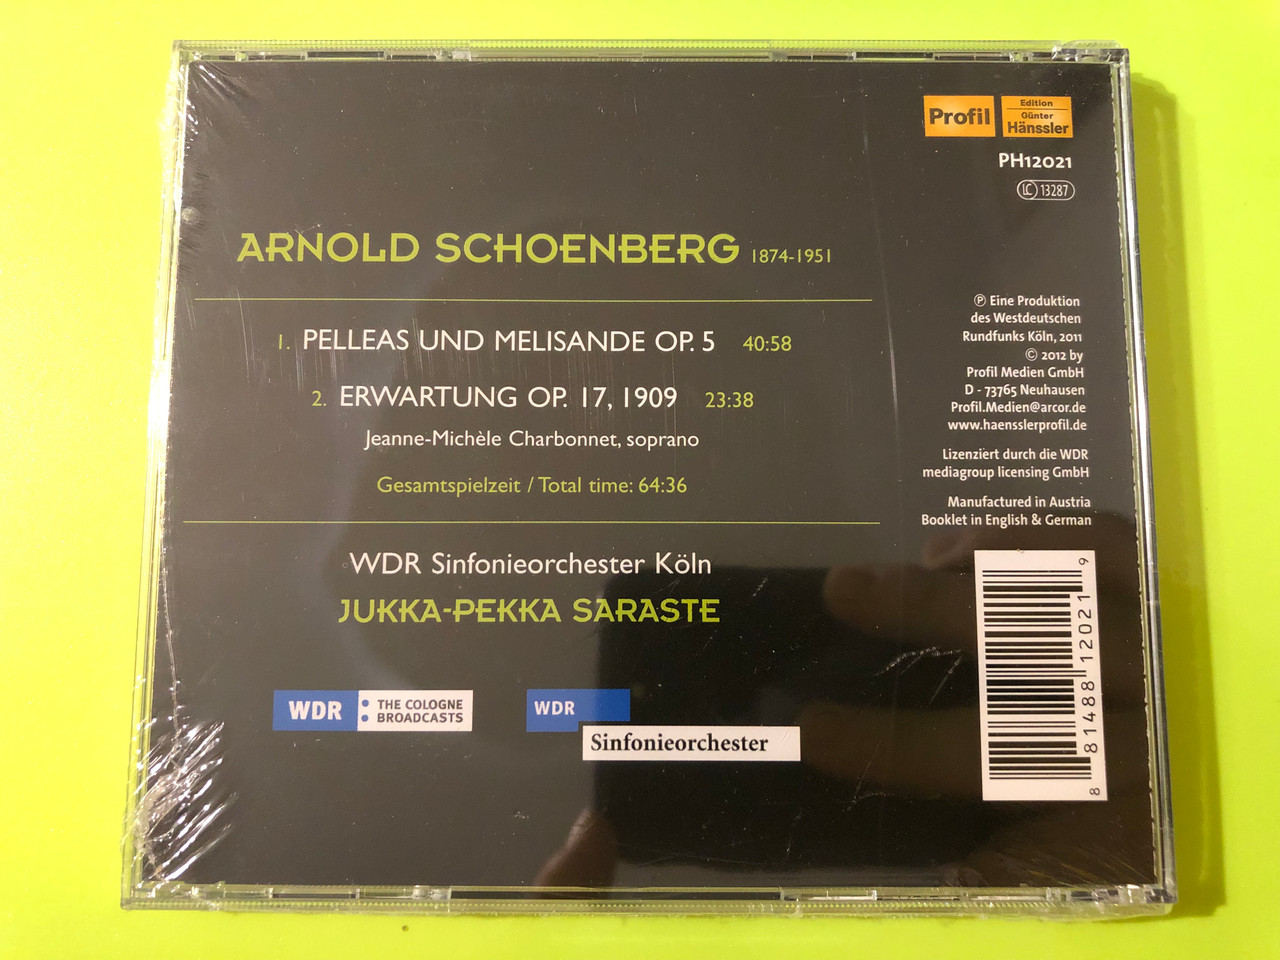 Profil
Edition
Günter
Hänssler
PH12021
LC 13287
ARNOLD SCHOENBERG 1874-1951
1. PELLEAS UND MELISANDE OP. 5 40:58
2. ERWARTUNG OP. 17, 1909 23:38
Jeanne-Michèle Charbonnet, soprano
Gesamtspielzeit / Total time: 64:36
WDR Sinfonieorchester Köln
JUKKA-PEKKA SARASTE
WDR THE COLOGNE
BROADCASTS
WDR
Sinfonieorchester
℗ Eine Produktion
des Westdeutschen
Rundfunks Köln, 2011
© 2012 by
Profil Medien GmbH
D - 73765 Neuhausen
Profil.Medien@arcor.de
www.haensslerprofil.de
Lizenziert durch die WDR
mediagroup licensing GmbH
Manufactured in Austria
Booklet in English & German
8 81488 12021 9